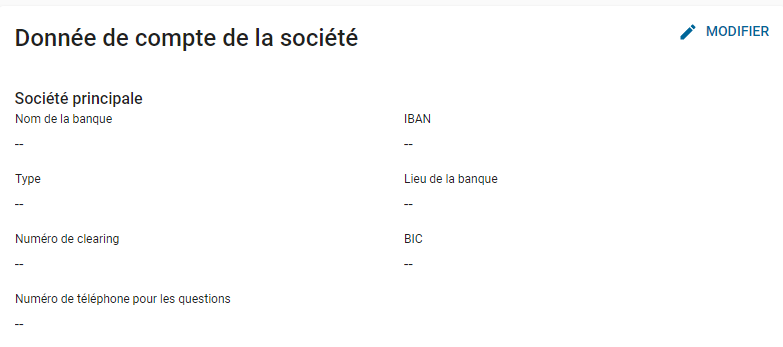 Donnée de compte de la société
MODIFIER
Société principale
Nom de la banque
IBAN
--
--
Type
Lieu de la banque
--
--
Numéro de clearing
BIC
--
--
Numéro de téléphone pour les questions
--